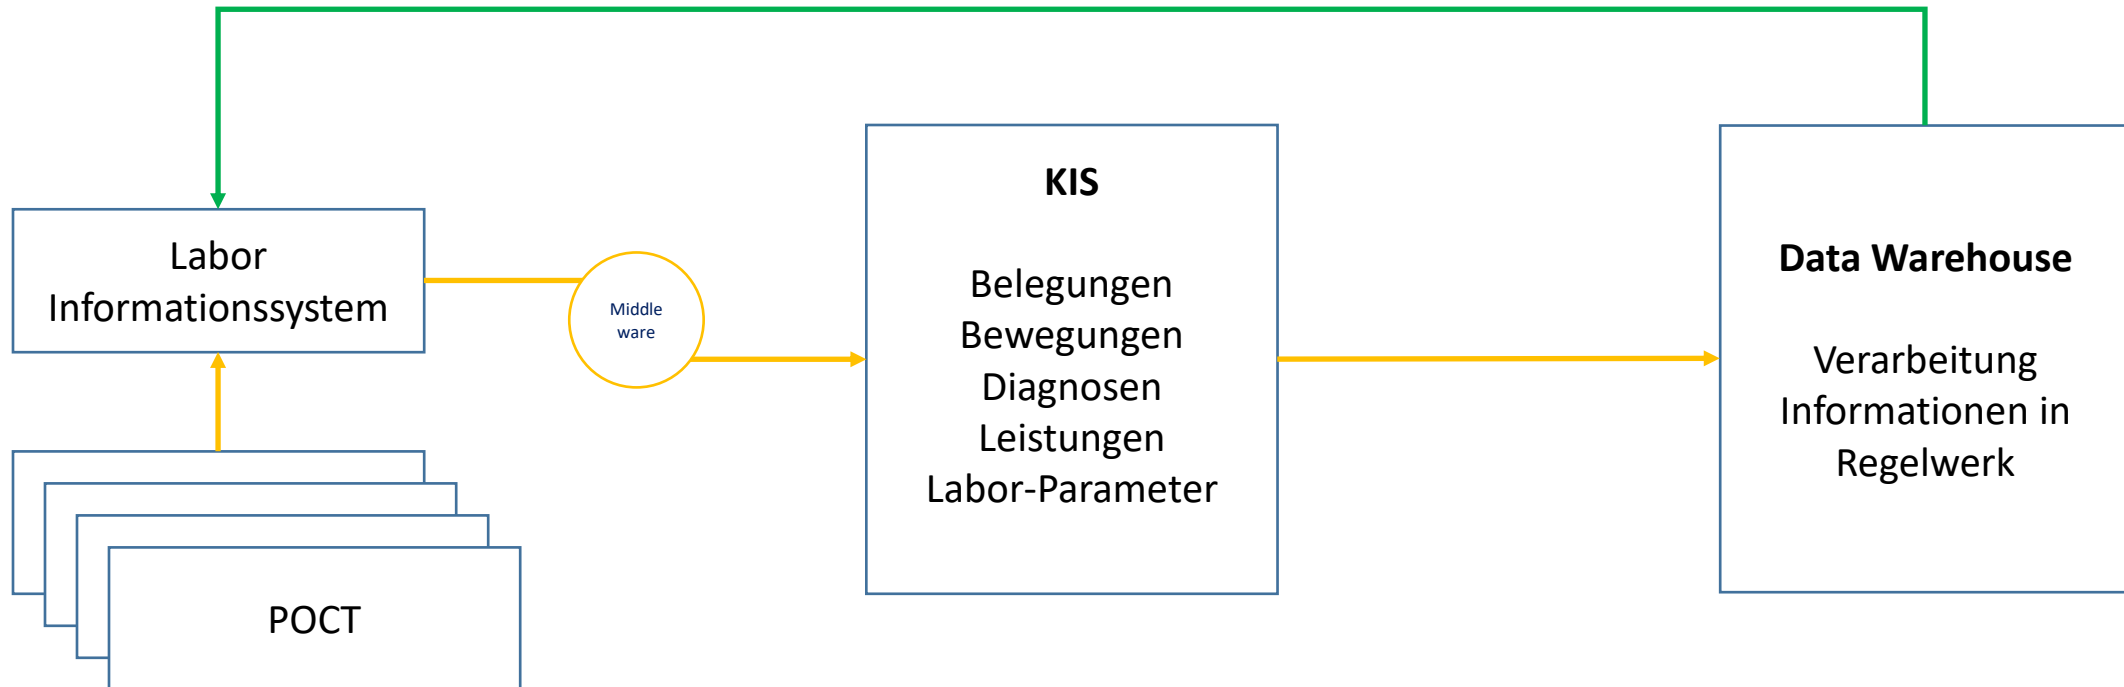 Labor
Informationssystem
POCT
Middle
ware
KIS
Belegungen
Bewegungen
Diagnosen
Leistungen
Labor-Parameter
Data Warehouse
Verarbeitung
Informationen in
Regelwerk